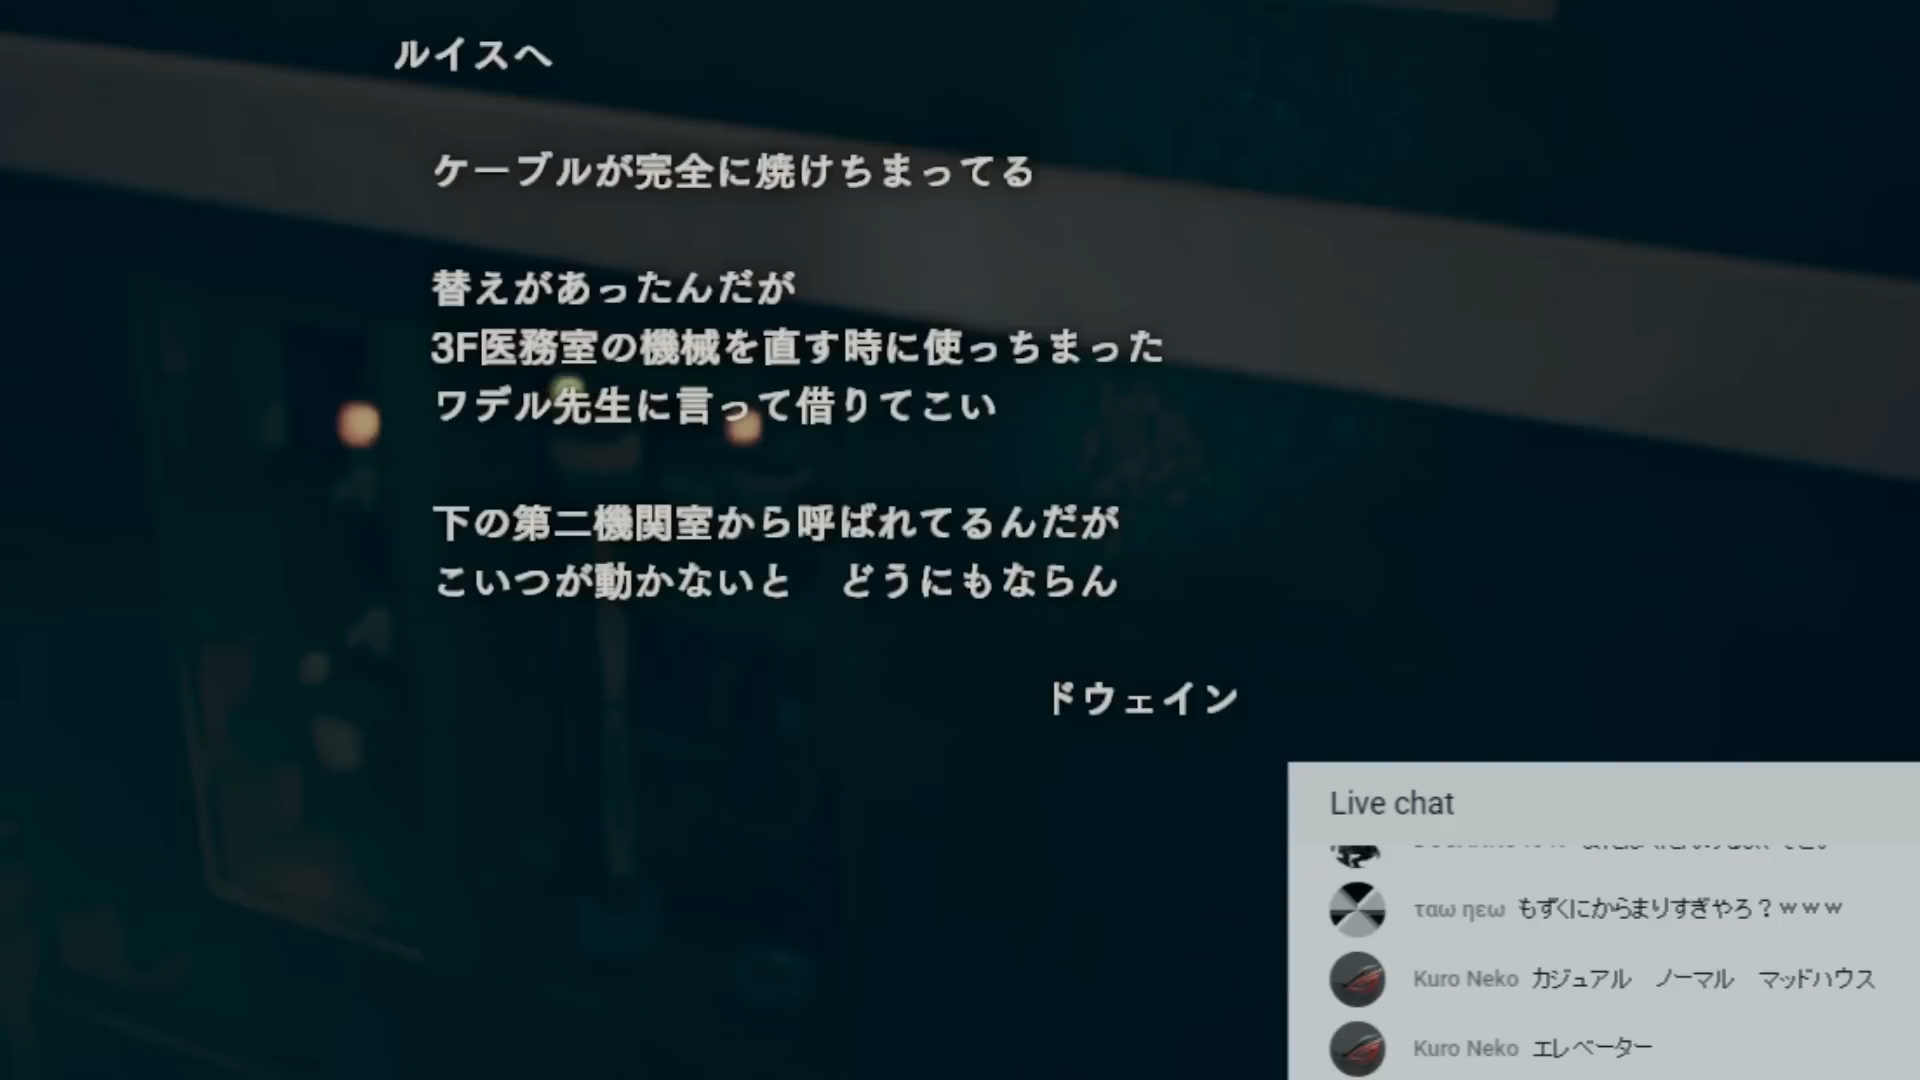 ルイスへ
ケーブルが完全に焼けちまってる
替えがあったんだが
3F医務室の機械を直す時に使っちまった
ワデル先生に言って借りてこい
下の第二機関室から呼ばれてるんだが
こいつが動かないと　どうにもならん
ドウェイン
Live chat
ταω ηεω もずくにからまりすぎやろ？ｗｗｗ
Kuro Neko カジュアル　ノーマル　マッドハウス
Kuro Neko エレベーター